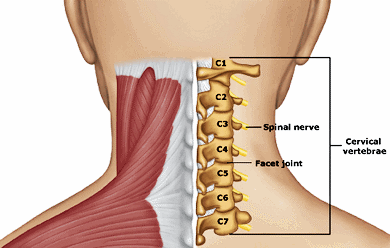 C1
C2
C3
Spinal nerve
C4
Cervical
vertebrae
Facet joint
C5
C6
C7